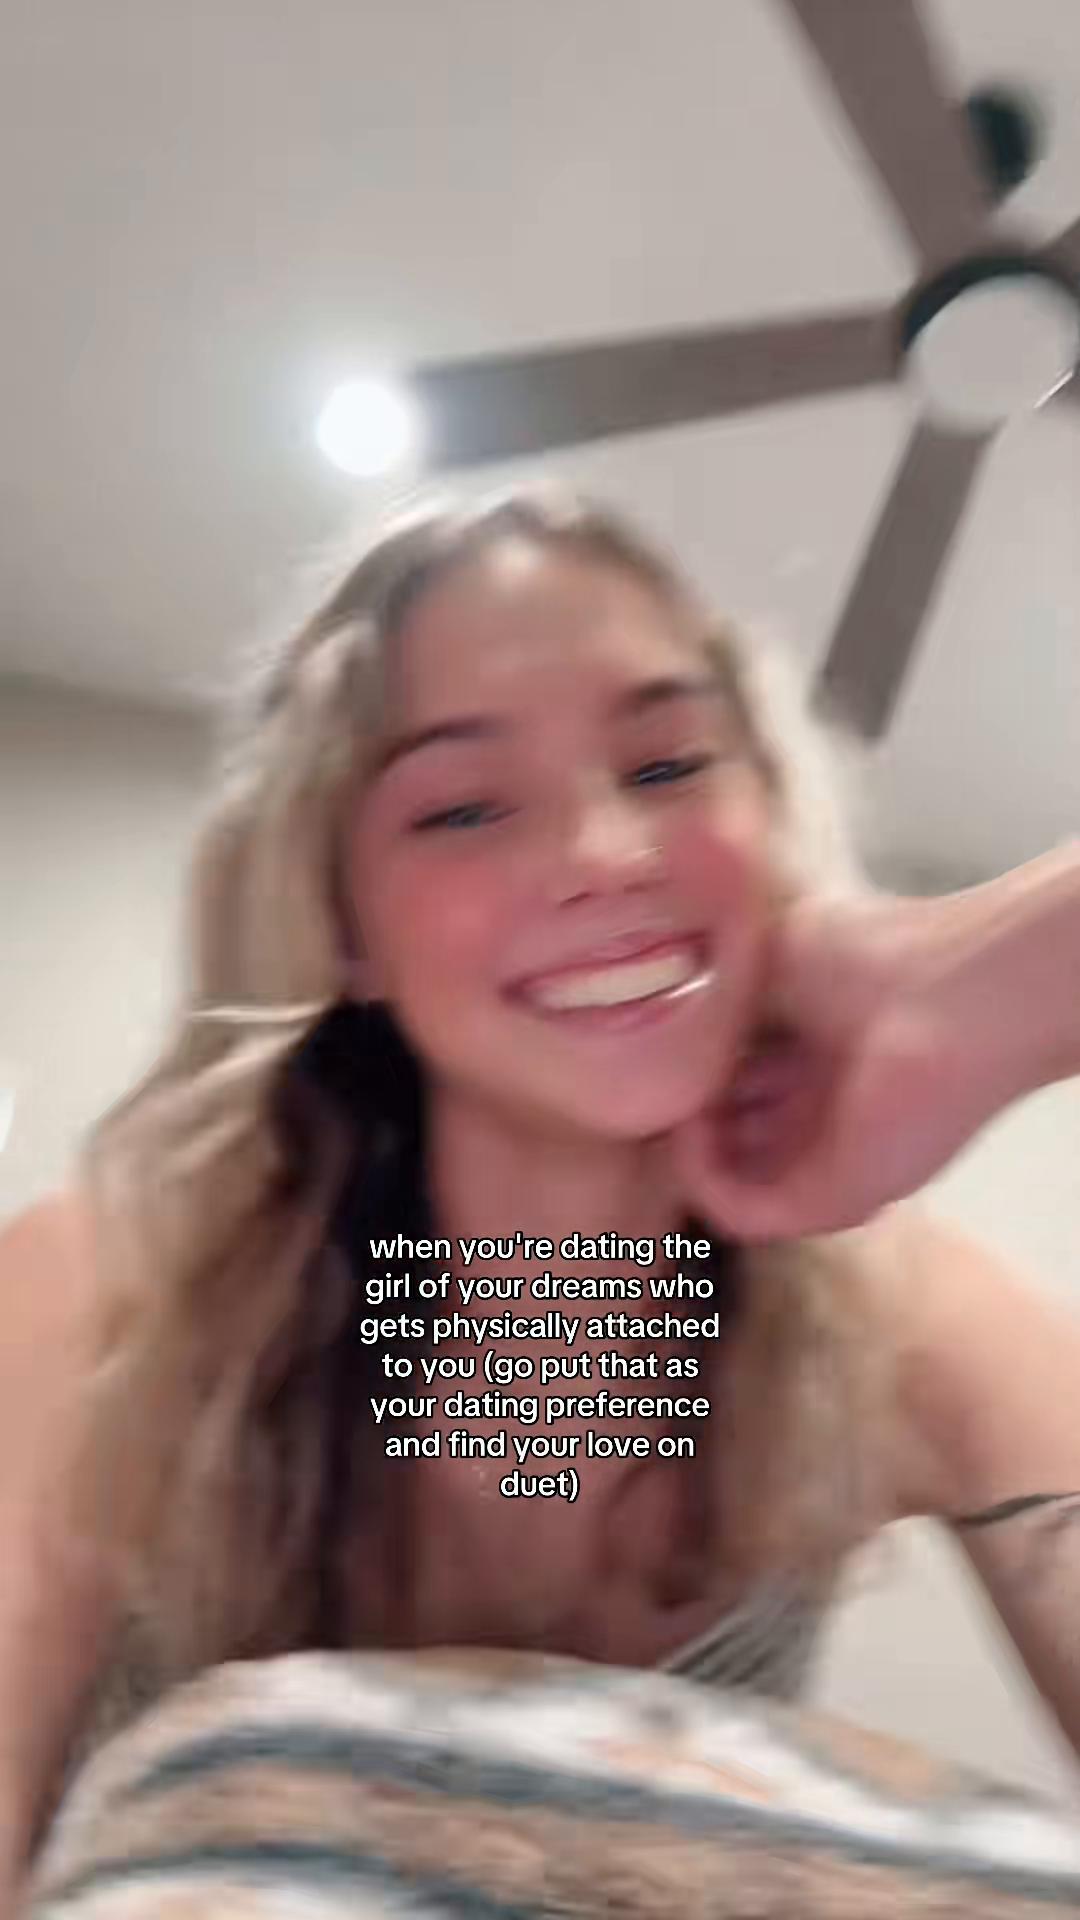 when you're dating the
girl of your dreams who
gets physically attached
to you (go put that as
your dating preference
and find your love on
duet)